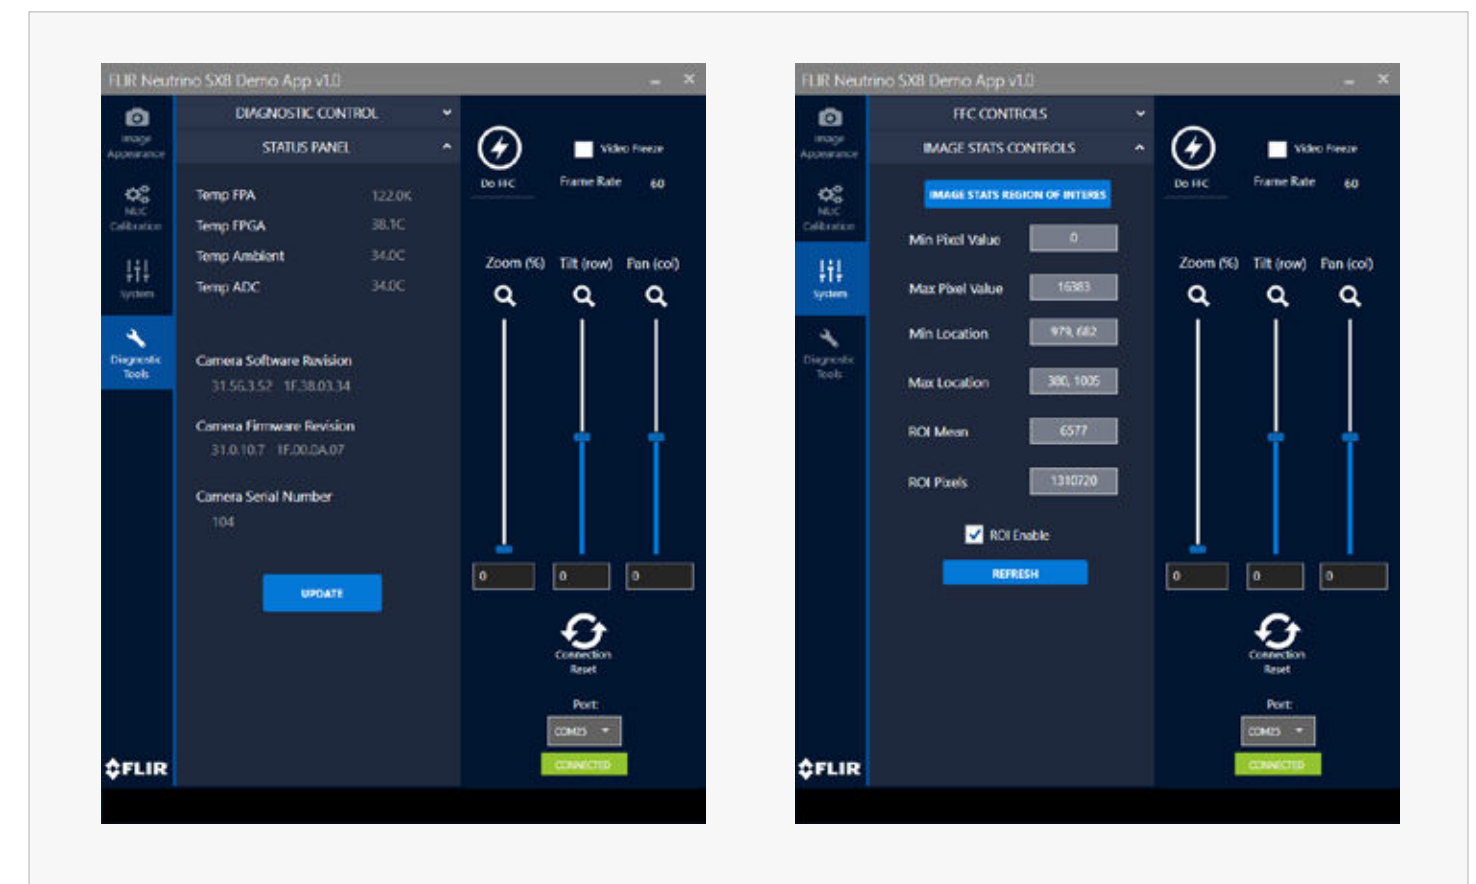 FLIR Neutrino SX8 Demo App v1.0
Image
Appearance
NUC
Calibration
System
Diagnostic
Tools
FLIR
DIAGNOSTIC CONTROL
STATUS PANEL
Temp FPA 122.0K
Temp FPGA 38.1C
Temp Ambient 34.0C
Temp ADC 34.0C
Camera Software Revision
31.56.3.52 1F.38.03.34
Camera Firmware Revision
31.0.10.7 1F.00.0A.07
Camera Serial Number
104
UPDATE
Do FFC
Video Freeze
Frame Rate 60
Zoom (%) Tilt (row) Pan (col)
0 0 0
Connection
Reset
Port:
COM25
CONNECTED
FLIR Neutrino SX8 Demo App v1.0
Image
Appearance
NUC
Calibration
System
Diagnostic
Tools
FLIR
FFC CONTROLS
IMAGE STATS CONTROLS
IMAGE STATS REGION OF INTERES
Min Pixel Value 0
Max Pixel Value 16383
Min Location 979, 682
Max Location 380, 1005
ROI Mean 6577
ROI Pixels 1310720
ROI Enable
REFRESH
Do FFC
Video Freeze
Frame Rate 60
Zoom (%) Tilt (row) Pan (col)
0 0 0
Connection
Reset
Port:
COM25
CONNECTED